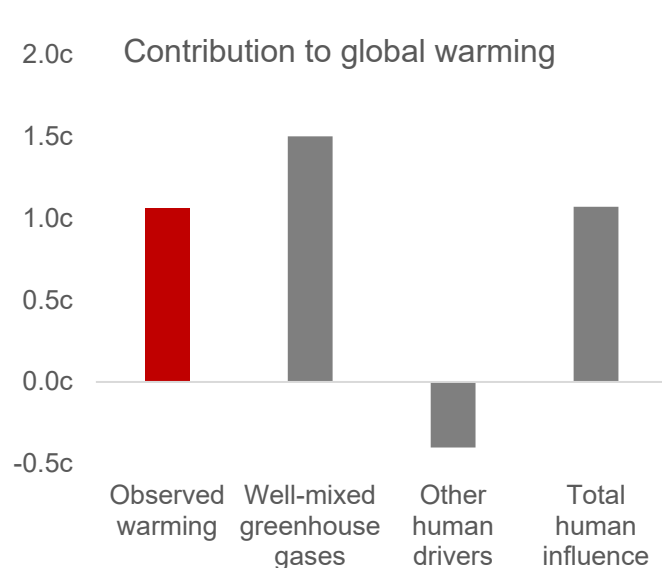 Contribution to global warming
2.0c
1.5c
1.0c
0.5c
0.0c
-0.5c
Observed
warming
Well-mixed
greenhouse
gases
Other
human
drivers
Total
human
influence